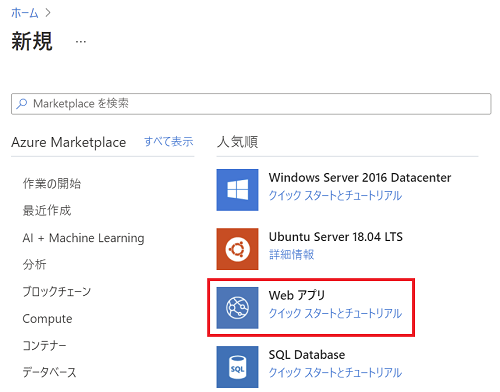 ホーム >
新規 ...
Marketplace を検索
Azure Marketplace すべて表示
作業の開始
最近作成
AI + Machine Learning
分析
ブロックチェーン
Compute
コンテナー
データベース
人気順
Windows Server 2016 Datacenter
クイック スタートとチュートリアル
Ubuntu Server 18.04 LTS
詳細情報
Web アプリ
クイック スタートとチュートリアル
SQL
SQL Database
クイック スタートとチュートリアル